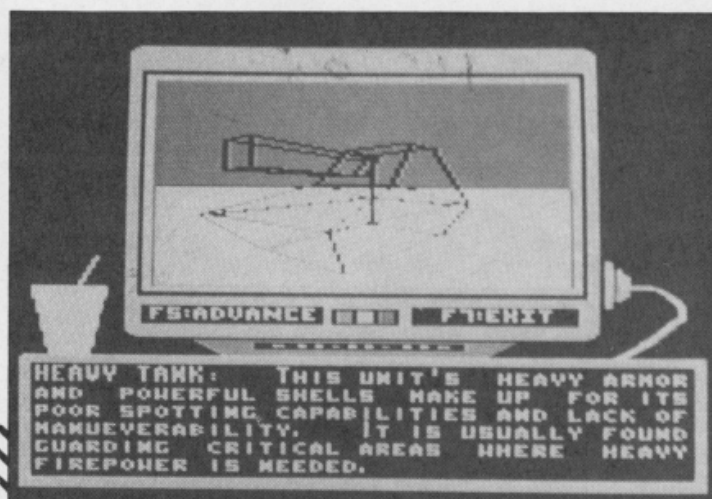 F5:ADVANCE F7:EXIT
HEAVY TANK: THIS UNIT'S HEAVY ARMOR
AND POWERFUL SHELLS MAKE UP FOR ITS
POOR SPOTTING CAPABILITIES AND LACK OF
MANUEVERABILITY. IT IS USUALLY FOUND
GUARDING CRITICAL AREAS WHERE HEAVY
FIREPOWER IS NEEDED.